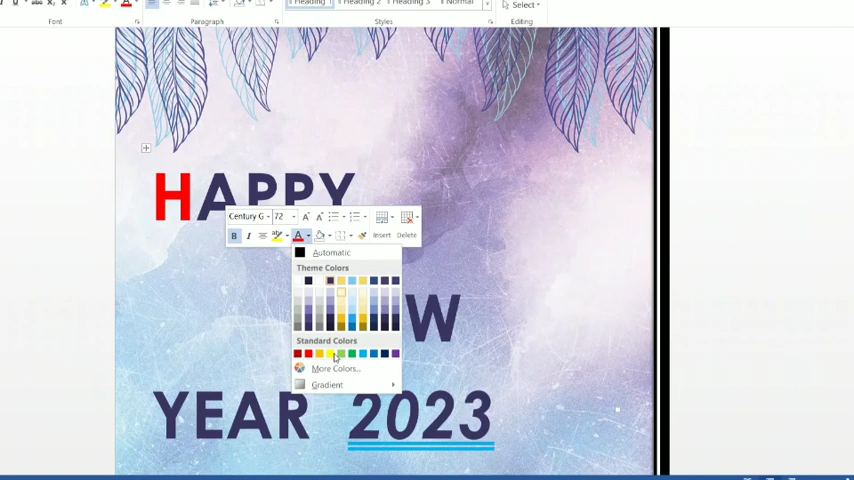 Select
Font
Paragraph
Styles
Editing
Heading 1
Heading 2
Heading 3
Normal
HAPPY
Century G 72
B I A Insert Delete
Automatic
Theme Colors
W
Standard Colors
More Colors...
Gradient
YEAR 2023